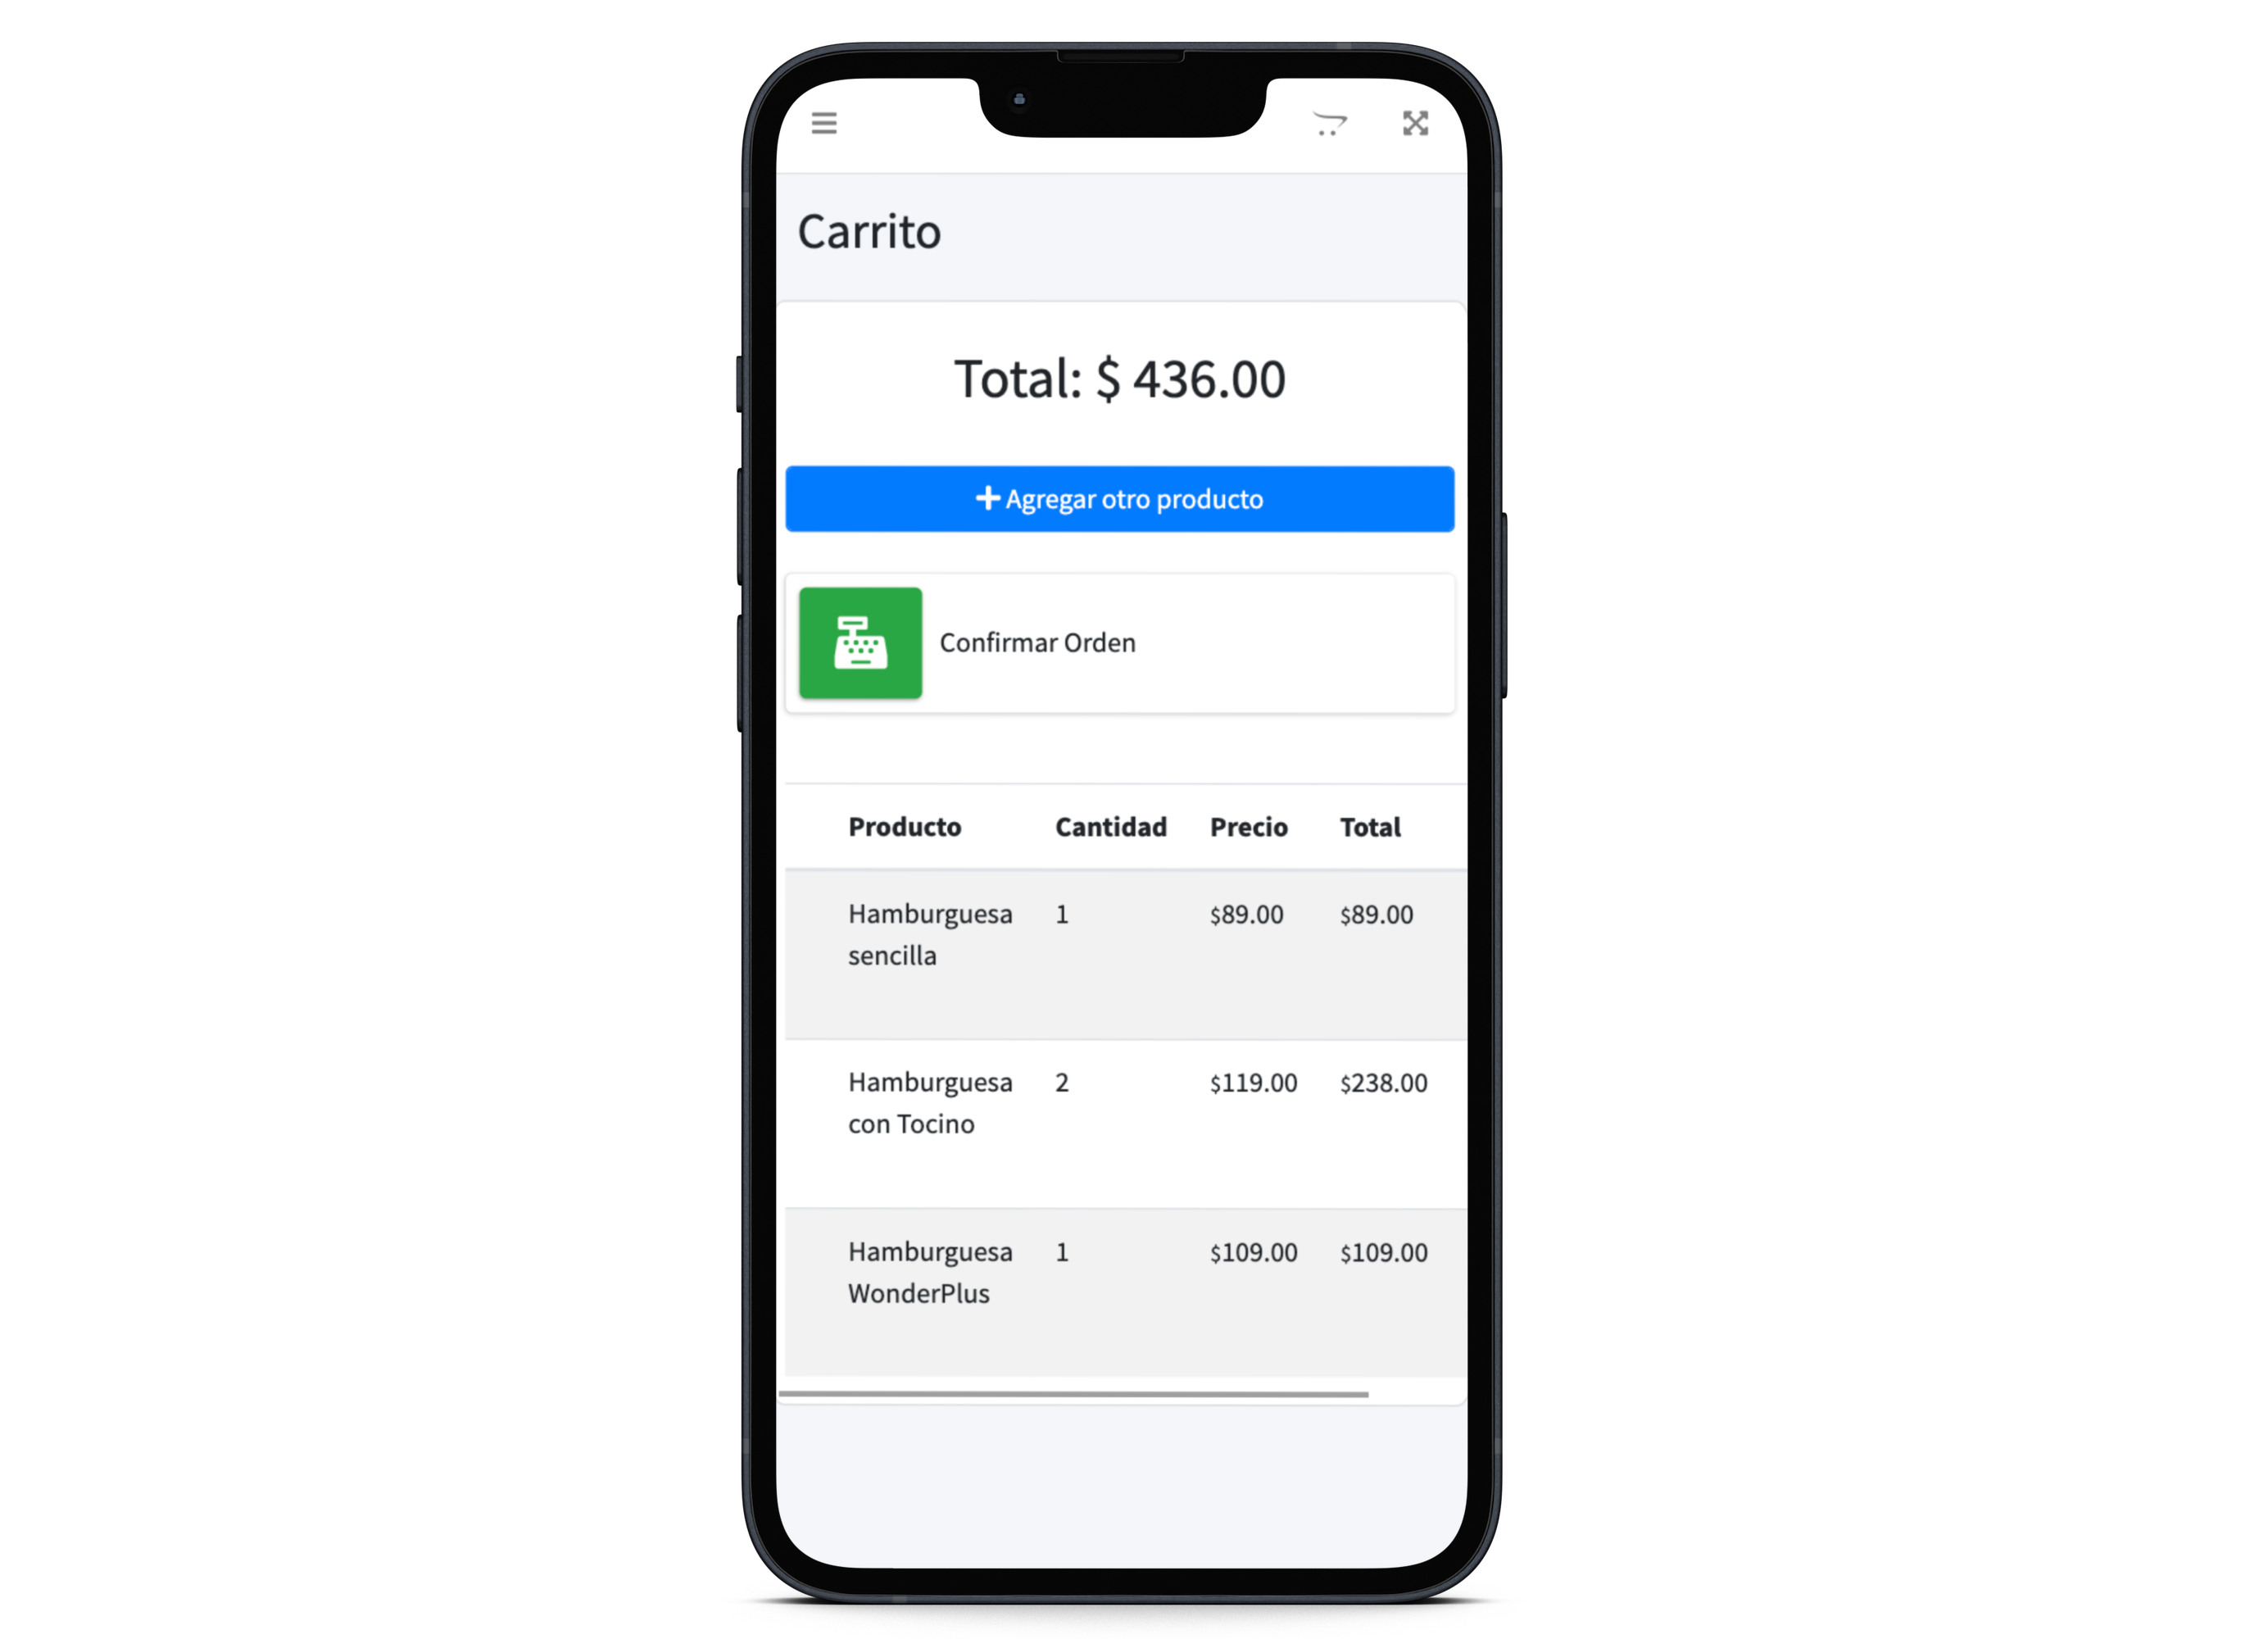 Carrito
Total: $ 436.00
Agregar otro producto
Confirmar Orden
Producto Cantidad Precio Total
Hamburguesa 1 $89.00 $89.00
sencilla
Hamburguesa 2 $119.00 $238.00
con Tocino
Hamburguesa 1 $109.00 $109.00
WonderPlus